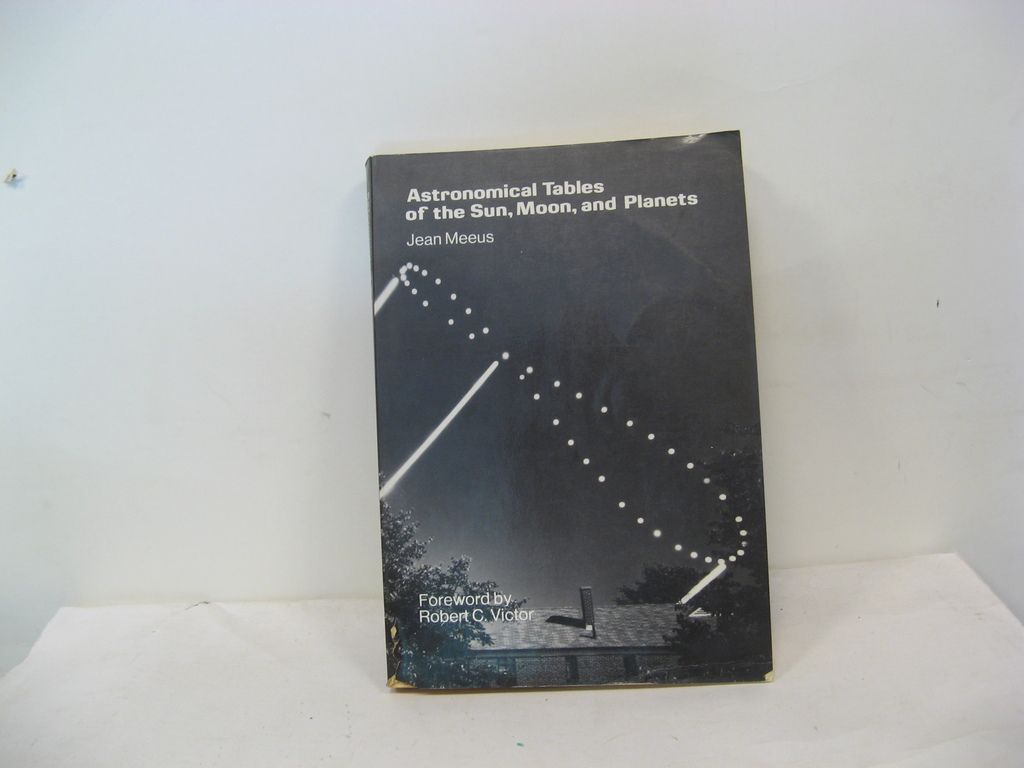 Astronomical Tables
of the Sun, Moon, and Planets
Jean Meeus
Foreword by
Robert C. Victor